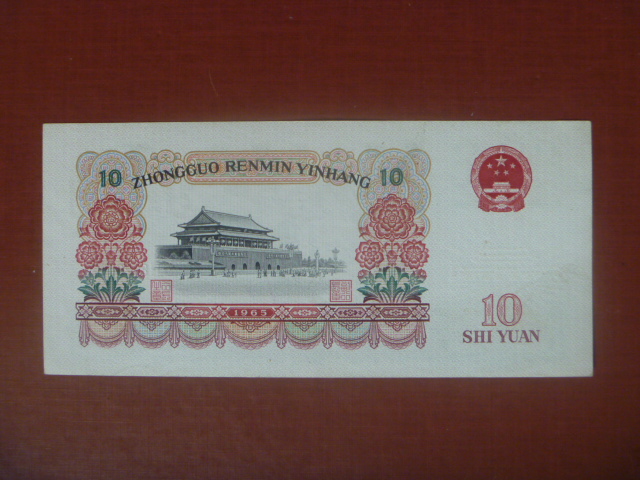 10 ZHONGGUO RENMIN YINHANG 10
1965
10
SHI YUAN